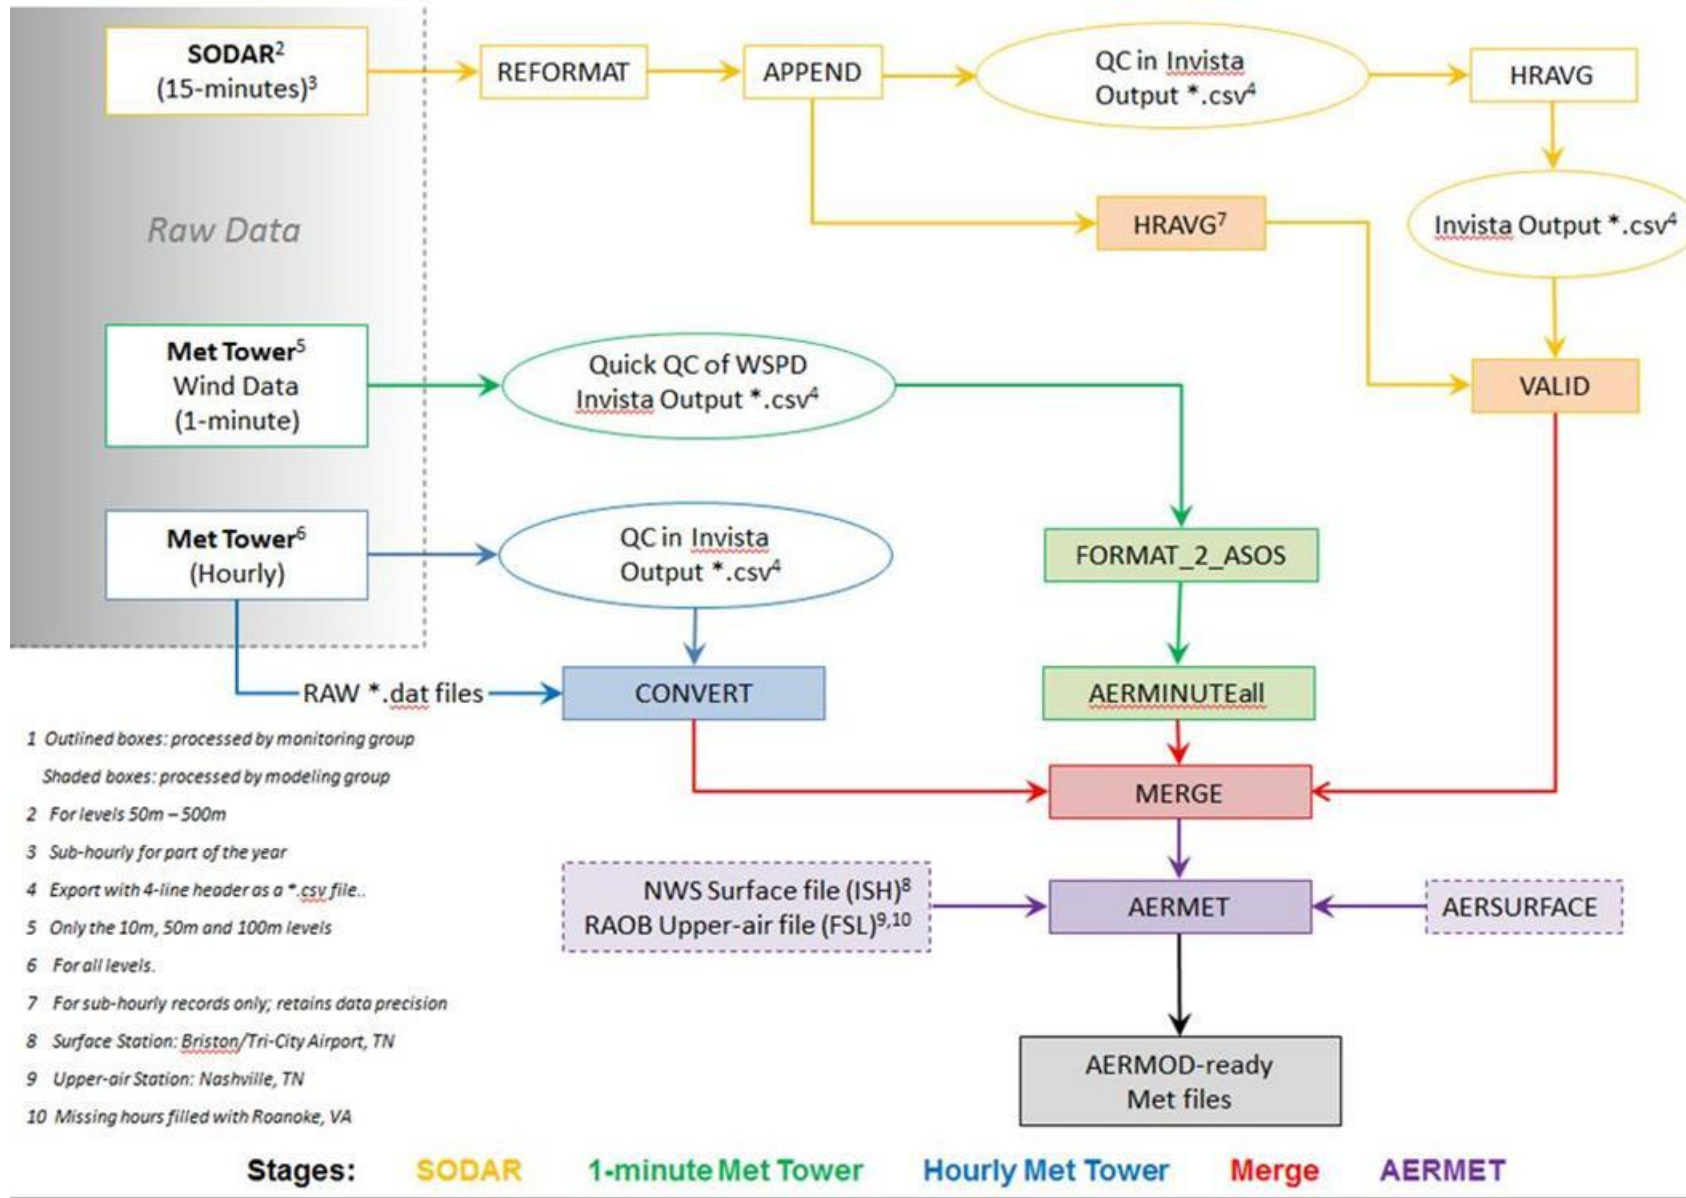 SODAR²
(15-minutes)³
REFORMAT
APPEND
QC in Invista
Output *.csv⁴
HRAVG
Raw Data
HRAVG⁷
Invista Output *.csv⁴
Met Tower⁵
Wind Data
(1-minute)
Quick QC of WSPD
Invista Output *.csv⁴
VALID
Met Tower⁶
(Hourly)
QC in Invista
Output *.csv⁴
FORMAT_2_ASOS
RAW *.dat files
CONVERT
AERMINUTEall
MERGE
NWS Surface file (ISH)⁸
RAOB Upper-air file (FSL)⁹,¹⁰
AERMET
AERSURFACE
AERMOD-ready
Met files
1 Outlined boxes: processed by monitoring group
Shaded boxes: processed by modeling group
2 For levels 50m – 500m
3 Sub-hourly for part of the year
4 Export with 4-line header as a *.csv file..
5 Only the 10m, 50m and 100m levels
6 For all levels.
7 For sub-hourly records only; retains data precision
8 Surface Station: Briston/Tri-City Airport, TN
9 Upper-air Station: Nashville, TN
10 Missing hours filled with Roanoke, VA
Stages: SODAR 1-minute Met Tower Hourly Met Tower Merge AERMET